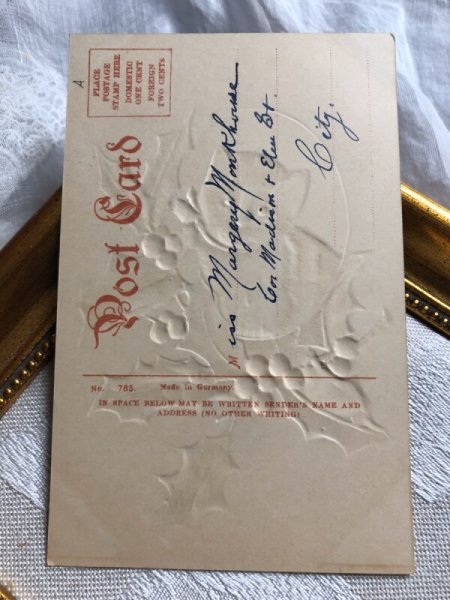 A
PLACE
POSTAGE
STAMP HERE
DOMESTIC
ONE CENT
FOREIGN
TWO CENTS
Post Card
Miss Margery Monkhouse
Cor Madison + Elm St.
City.
No. 785. Made in Germany.
IN SPACE BELOW MAY BE WRITTEN SENDER'S NAME AND
ADDRESS (NO OTHER WRITING)